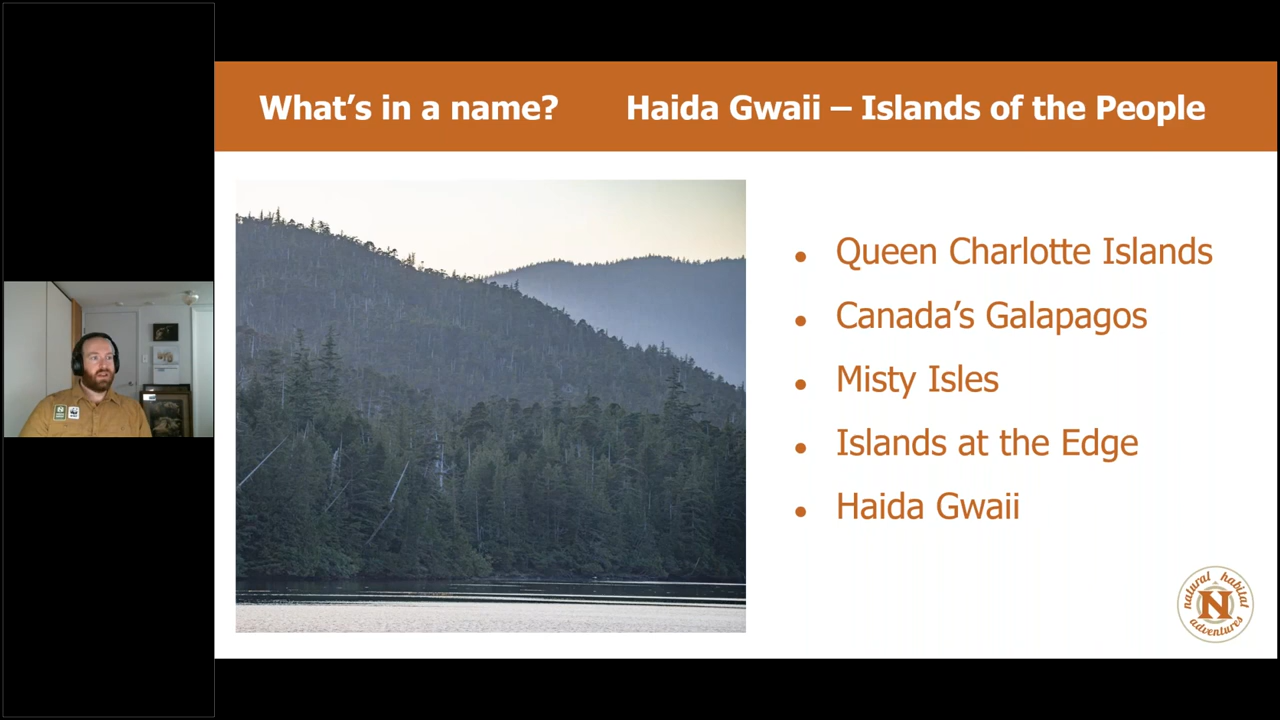 What's in a name? Haida Gwaii – Islands of the People
• Queen Charlotte Islands
• Canada's Galapagos
• Misty Isles
• Islands at the Edge
• Haida Gwaii
natural habitat
N
adventures